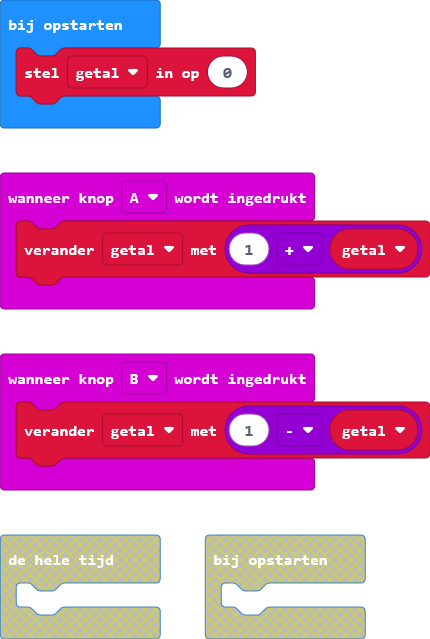 bij opstarten
stel getal in op 0
wanneer knop A wordt ingedrukt
verander getal met 1 + getal
wanneer knop B wordt ingedrukt
verander getal met 1 - getal
de hele tijd
bij opstarten